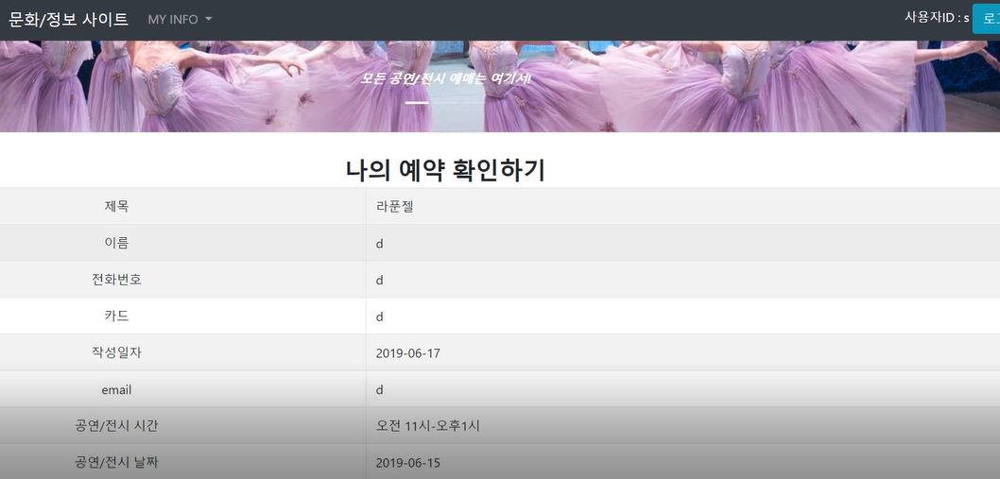 문화/정보 사이트 MY INFO 사용자ID : s
모든 공연/전시 예매는 여기서!
나의 예약 확인하기
제목 라푼젤
이름 d
전화번호 d
카드 d
작성일자 2019-06-17
email d
공연/전시 시간 오전 11시-오후1시
공연/전시 날짜 2019-06-15